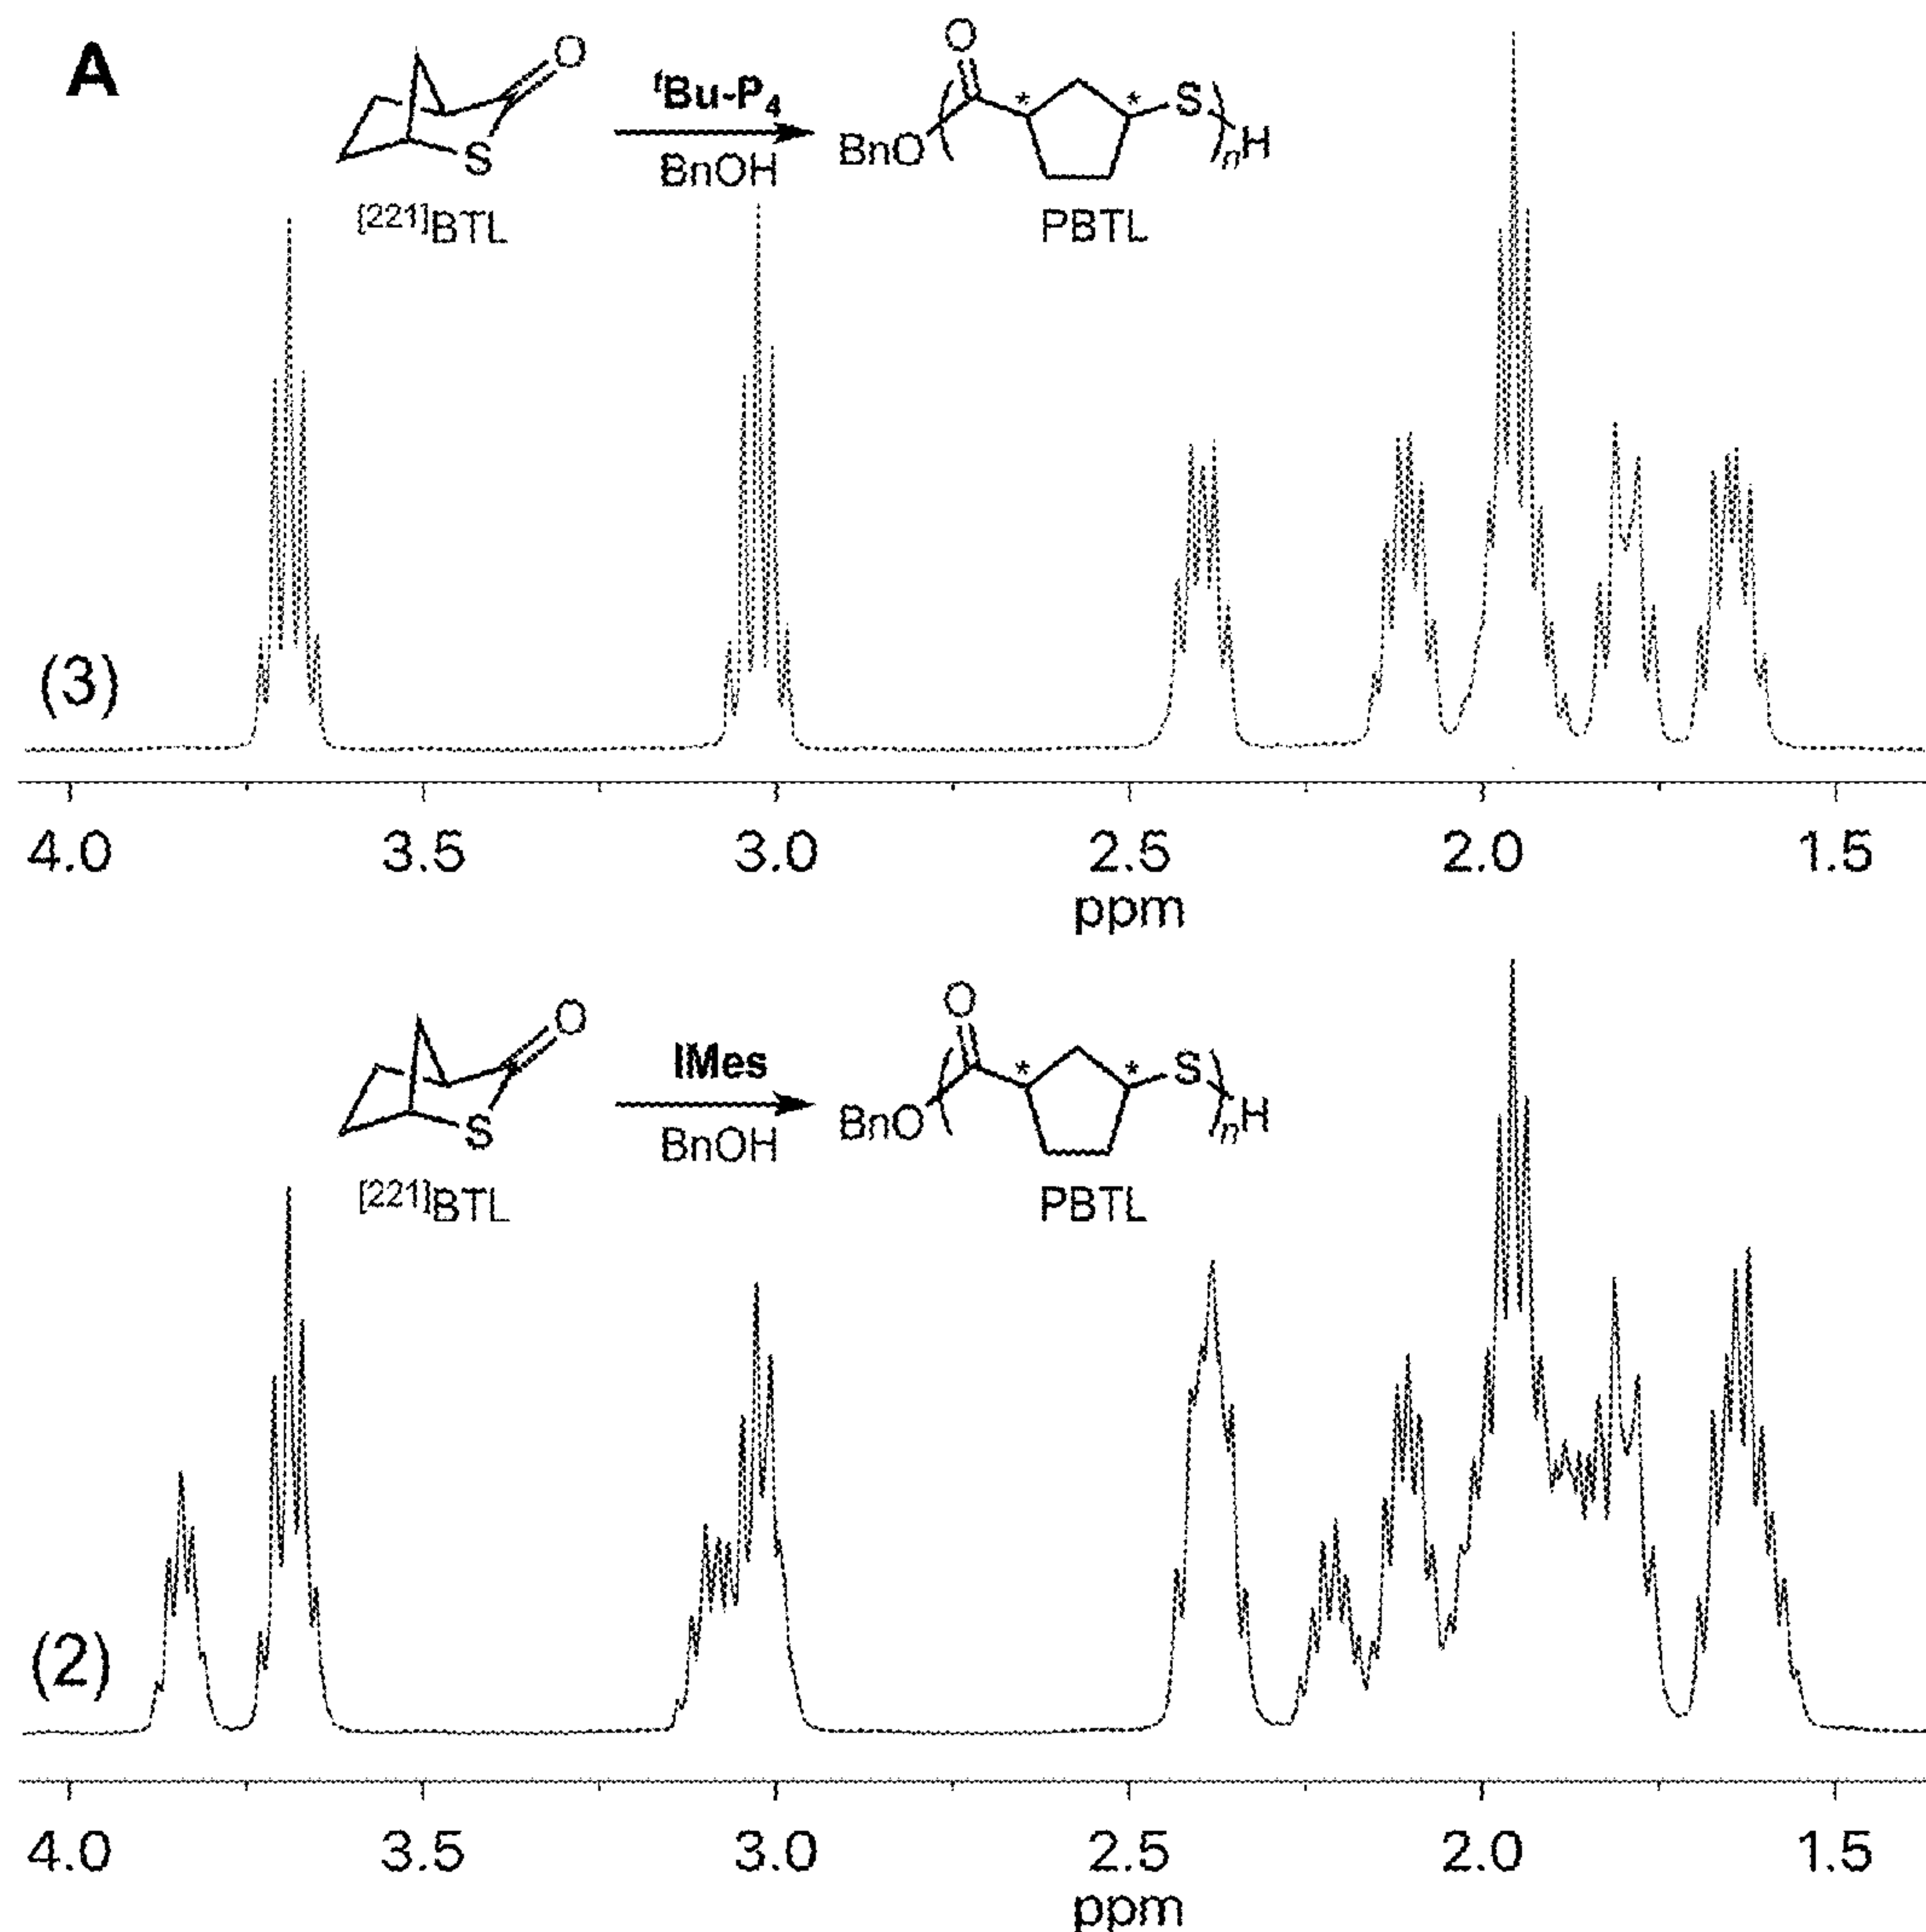 A
O
S
[221]BTL
ᵗBu-P₄
BnOH
O
BnO ( * * S )ₙ H
PBTL
(3)
4.0 3.5 3.0 2.5 2.0 1.5
ppm
O
S
[221]BTL
IMes
BnOH
O
BnO ( * * S )ₙ H
PBTL
(2)
4.0 3.5 3.0 2.5 2.0 1.5
ppm